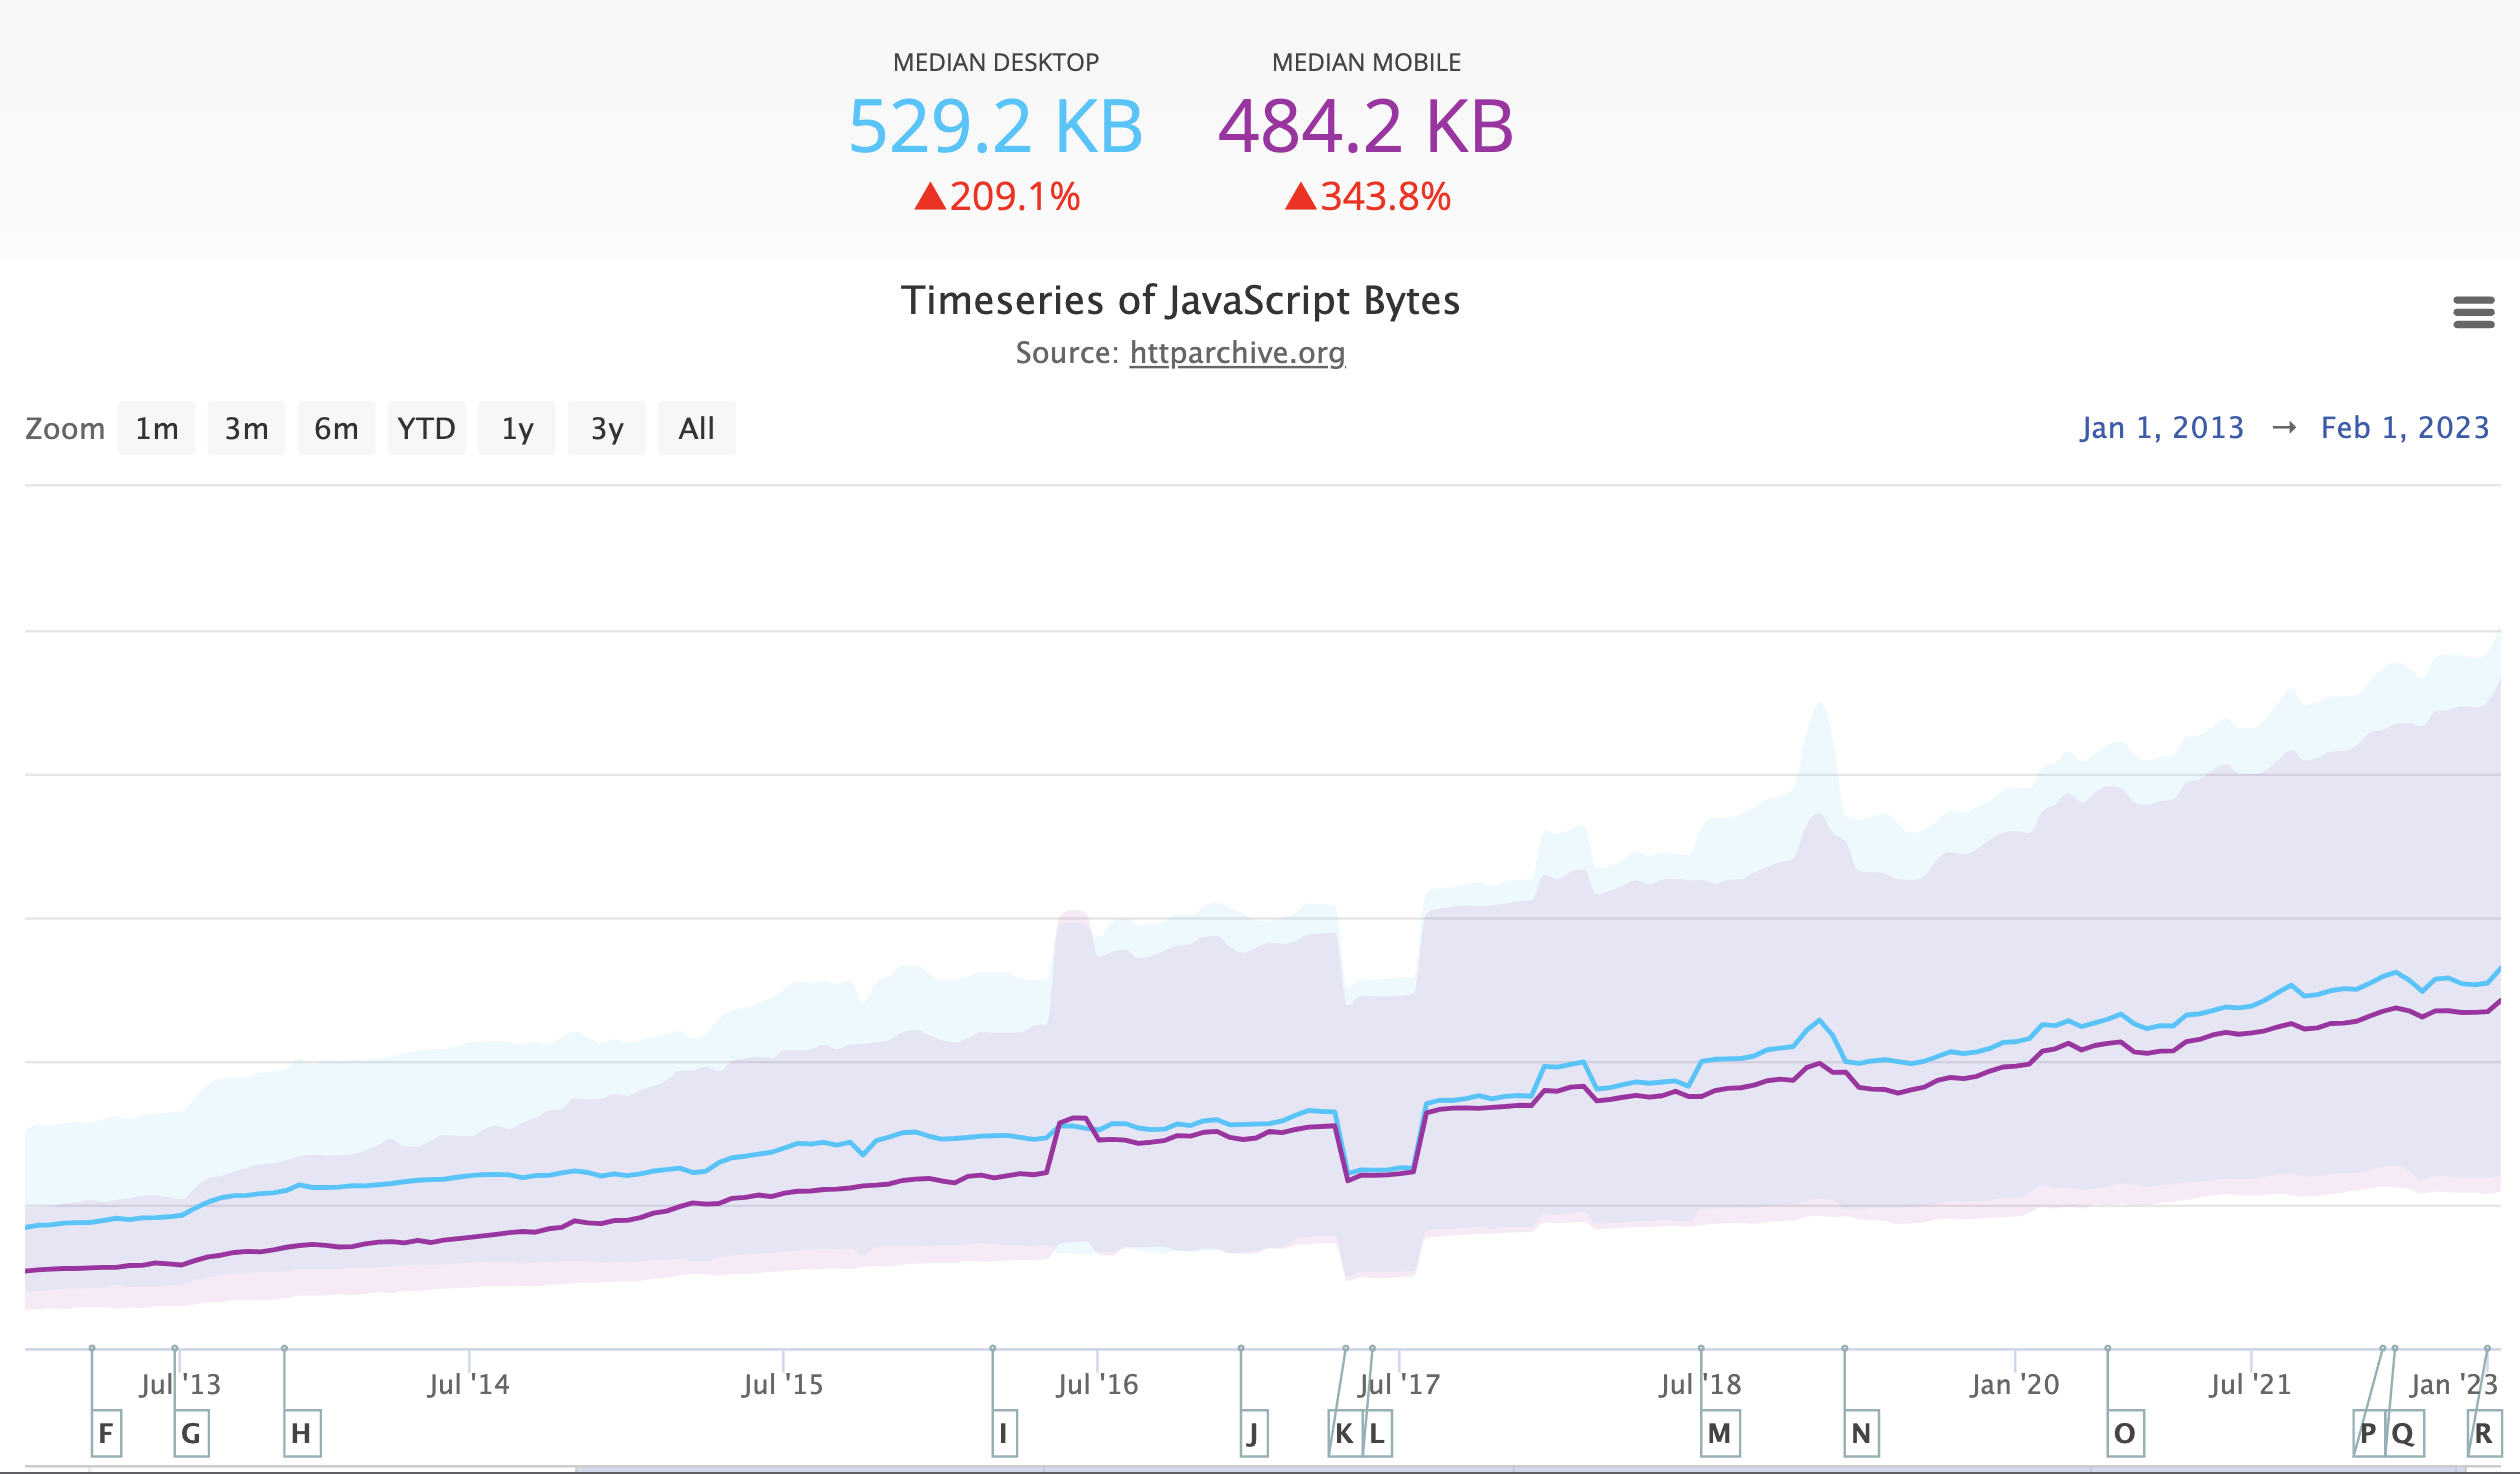 MEDIAN DESKTOP MEDIAN MOBILE
529.2 KB 484.2 KB
▲209.1% ▲343.8%
Timeseries of JavaScript Bytes
Source: httparchive.org
Zoom 1m 3m 6m YTD 1y 3y All Jan 1, 2013 → Feb 1, 2023
Jul '13 Jul '14 Jul '15 Jul '16 Jul '17 Jul '18 Jan '20 Jul '21 Jan '23
F G H I J K L M N O P Q R